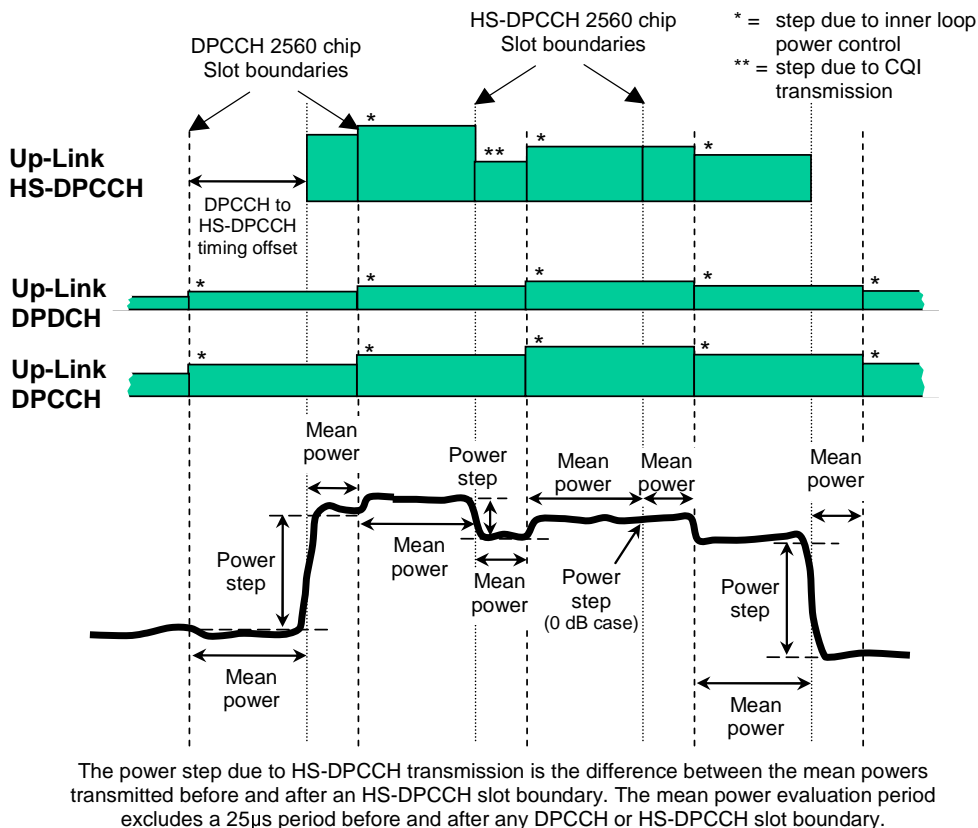 DPCCH 2560 chip
Slot boundaries
HS-DPCCH 2560 chip
Slot boundaries
* = step due to inner loop
power control
** = step due to CQI
transmission
Up-Link
HS-DPCCH
*
**
*
*
DPCCH to
HS-DPCCH
timing offset
Up-Link
DPDCH
*
*
*
*
*
Up-Link
DPCCH
*
*
*
*
*
Mean
power
Power
step
Mean
power
Mean
power
Mean
power
Power
step
Mean
power
Mean
power
Power
step
(0 dB case)
Power
step
Mean
power
Mean
power
The power step due to HS-DPCCH transmission is the difference between the mean powers
transmitted before and after an HS-DPCCH slot boundary. The mean power evaluation period
excludes a 25µs period before and after any DPCCH or HS-DPCCH slot boundary.